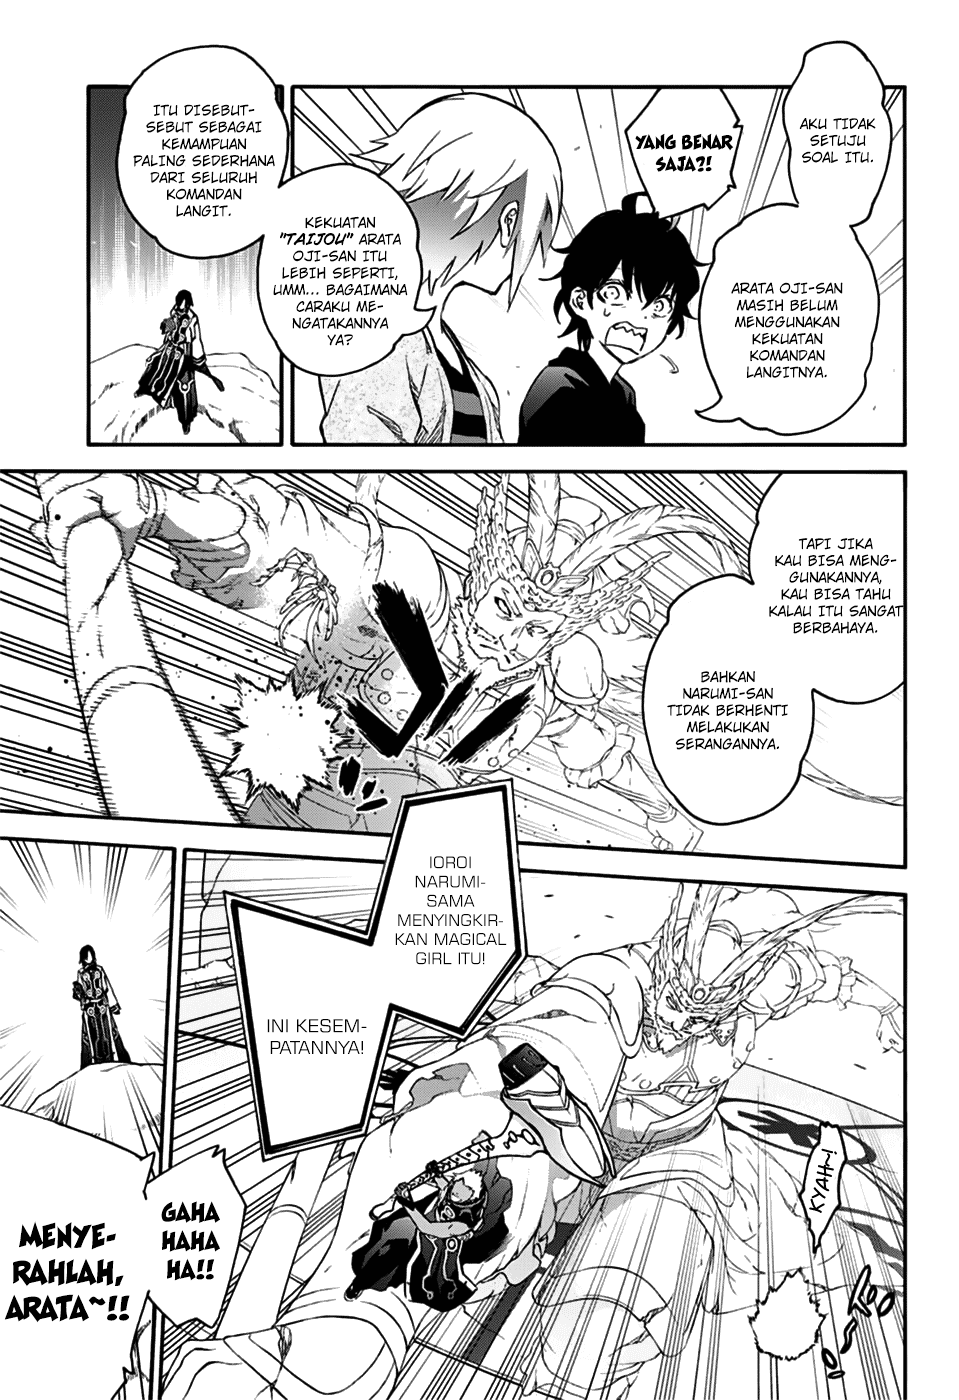 AKU TIDAK
SETUJU
SOAL ITU.
ARATA OJI-SAN
MASIH BELUM
MENGGUNAKAN
KEKUATAN
KOMANDAN
LANGITNYA.
YANG BENAR
SAJA?!
KEKUATAN
"TAIJOU" ARATA
OJI-SAN ITU
LEBIH SEPERTI,
UMM... BAGAIMANA
CARAKU ME-
NGATAKANNYA
YA?
ITU DISEBUT-
SEBUT SEBAGAI
KEMAMPUAN
PALING SEDERHANA
DARI SELURUH
KOMANDAN
LANGIT.
TAPI JIKA
KAU BISA MENG-
GUNAKANNYA,
KAU BISA TAHU
KALAU ITU SANGAT
BERBAHAYA.
BAHKAN
NARUMI-SAN
TIDAK BERHENTI
MELAKUKAN
SERANGANNYA.
IOROI
NARUMI-
SAMA
MENYINGKIR-
KAN MAGICAL
GIRL ITU!
INI KESEM-
PATANNYA!
KYAH~!
GAHA
HAHA
HA!!
MENYE-
RAHLAH,
ARATA~!!